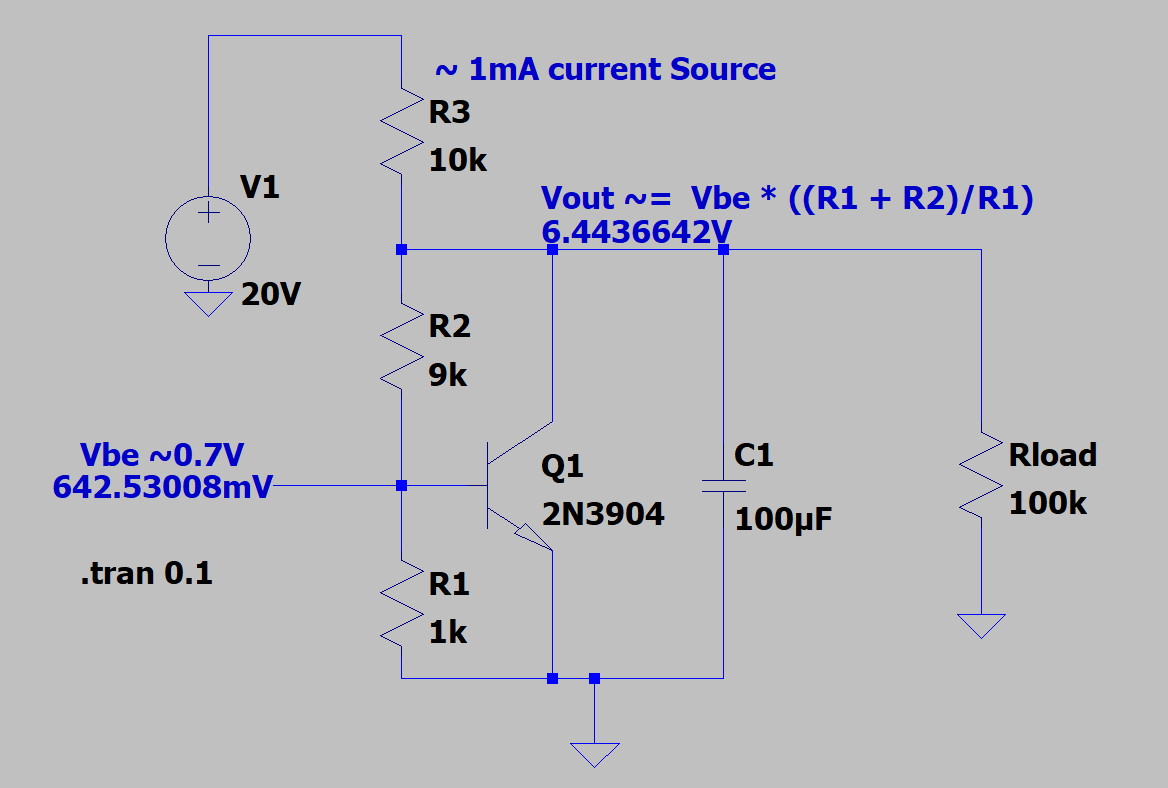 ~ 1mA current Source
R3
10k
V1
20V
Vout ~=  Vbe * ((R1 + R2)/R1)
6.4436642V
R2
9k
Vbe ~0.7V
642.53008mV
Q1
2N3904
C1
100µF
Rload
100k
.tran 0.1
R1
1k